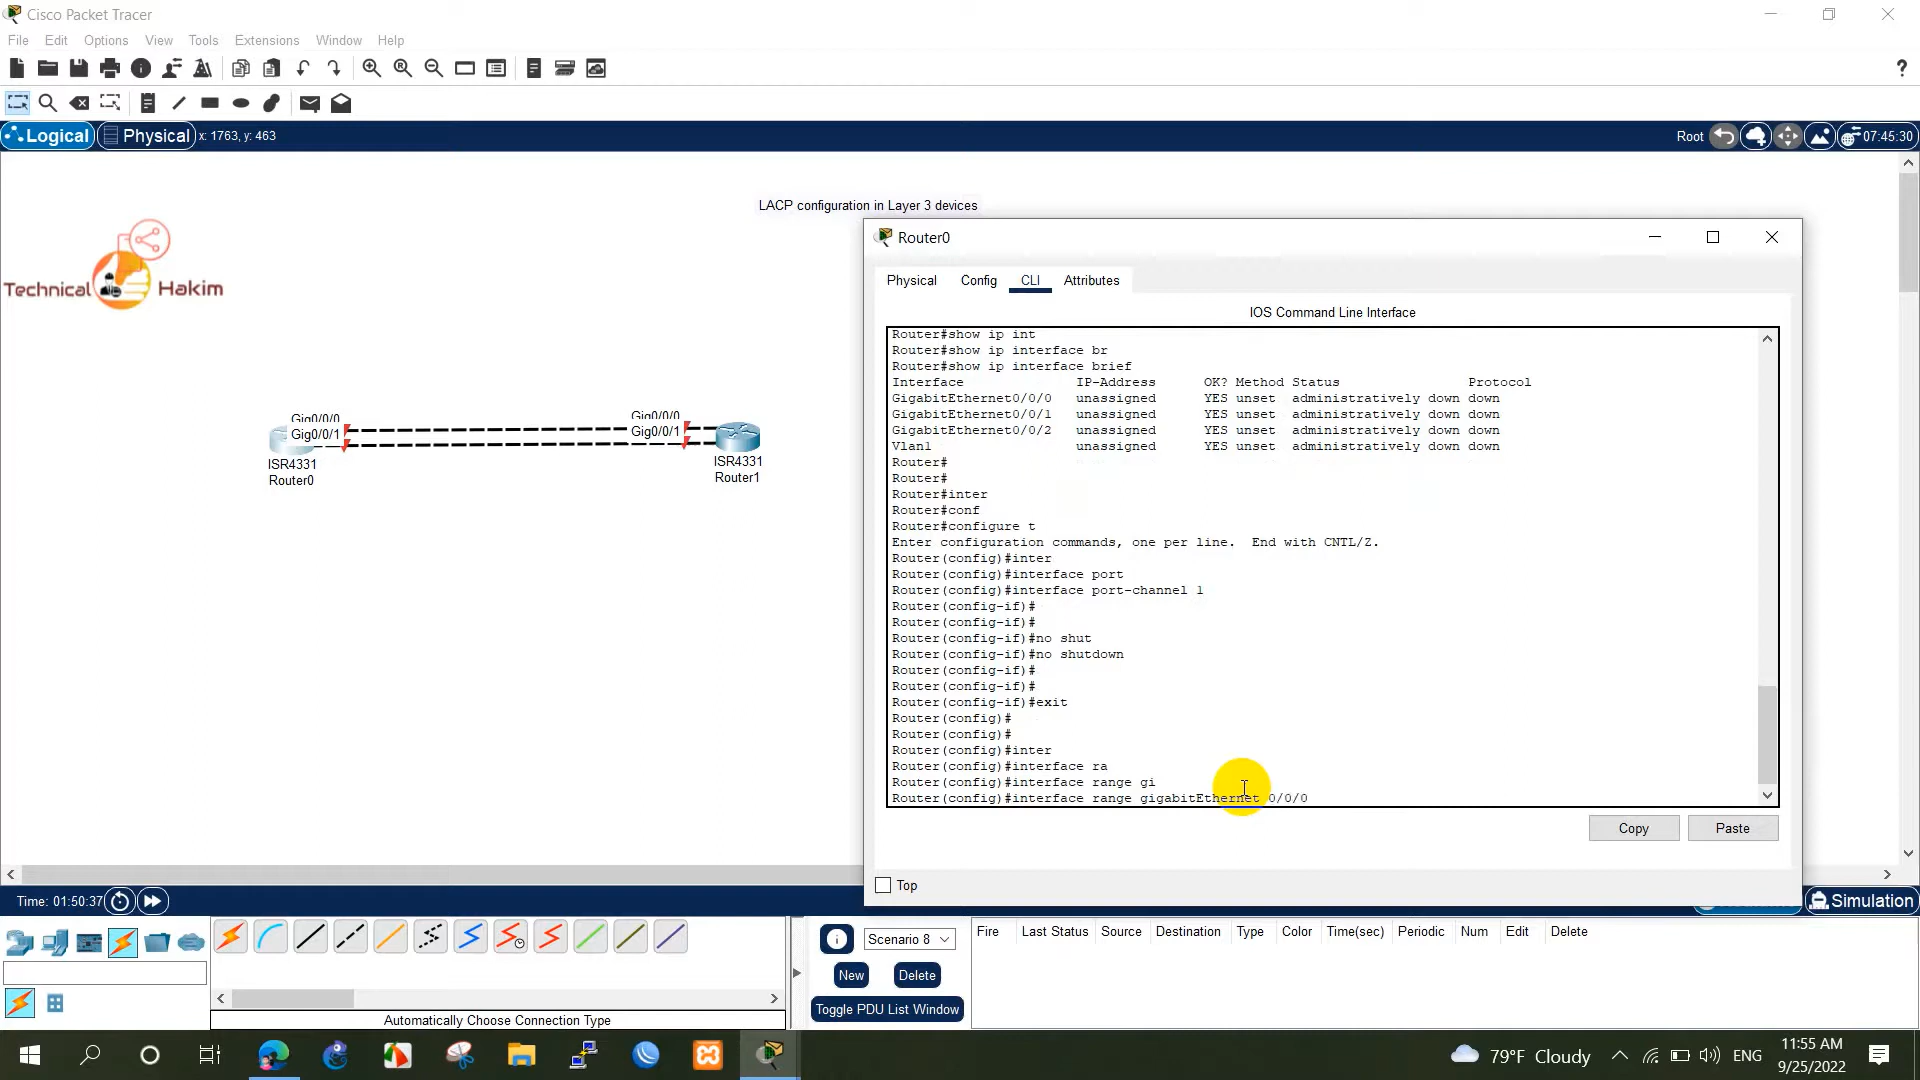 Cisco Packet Tracer
File Edit Options View Tools Extensions Window Help
?
Logical Physical x: 1763, y: 463 Root 07:45:30
LACP configuration in Layer 3 devices
Technical Hakim
Gig0/0/0
Gig0/0/1
ISR4331
Router0
Gig0/0/0
Gig0/0/1
ISR4331
Router1
Router0
Physical Config CLI Attributes
IOS Command Line Interface
Router#show ip int
Router#show ip interface br
Router#show ip interface brief
Interface IP-Address OK? Method Status Protocol
GigabitEthernet0/0/0 unassigned YES unset administratively down down
GigabitEthernet0/0/1 unassigned YES unset administratively down down
GigabitEthernet0/0/2 unassigned YES unset administratively down down
Vlan1 unassigned YES unset administratively down down
Router#
Router#
Router#inter
Router#conf
Router#configure t
Enter configuration commands, one per line. End with CNTL/Z.
Router(config)#inter
Router(config)#interface port
Router(config)#interface port-channel 1
Router(config-if)#
Router(config-if)#
Router(config-if)#no shut
Router(config-if)#no shutdown
Router(config-if)#
Router(config-if)#
Router(config-if)#exit
Router(config)#
Router(config)#
Router(config)#inter
Router(config)#interface ra
Router(config)#interface range gi
Router(config)#interface range gigabitEthernet 0/0/0
Copy Paste
Top
Time: 01:50:37
Simulation
Scenario 8
New Delete
Toggle PDU List Window
Fire Last Status Source Destination Type Color Time(sec) Periodic Num Edit Delete
Automatically Choose Connection Type
79°F Cloudy ENG
11:55 AM
9/25/2022